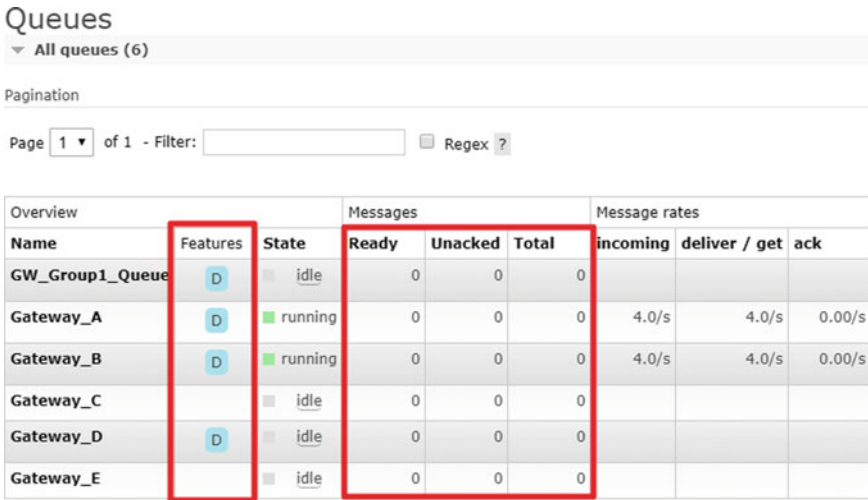 Queues
▼ All queues (6)
Pagination
Page 1 ▼ of 1 - Filter: Regex ?
Overview Messages Message rates
Name Features State Ready Unacked Total incoming deliver / get ack
GW_Group1_Queue D idle 0 0 0
Gateway_A D running 0 0 0 4.0/s 4.0/s 0.00/s
Gateway_B D running 0 0 0 4.0/s 4.0/s 0.00/s
Gateway_C idle 0 0 0
Gateway_D D idle 0 0 0
Gateway_E idle 0 0 0